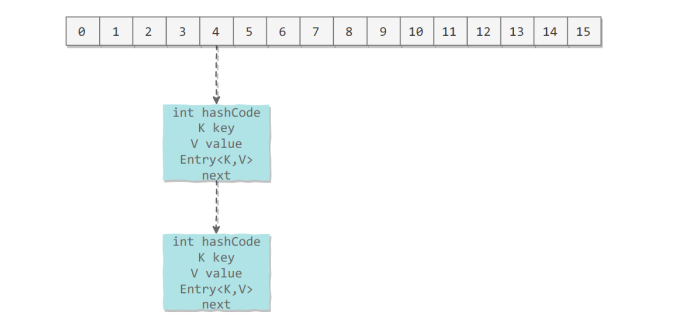 0 1 2 3 4 5 6 7 8 9 10 11 12 13 14 15
int hashCode
K key
V value
Entry<K,V>
next
int hashCode
K key
V value
Entry<K,V>
next